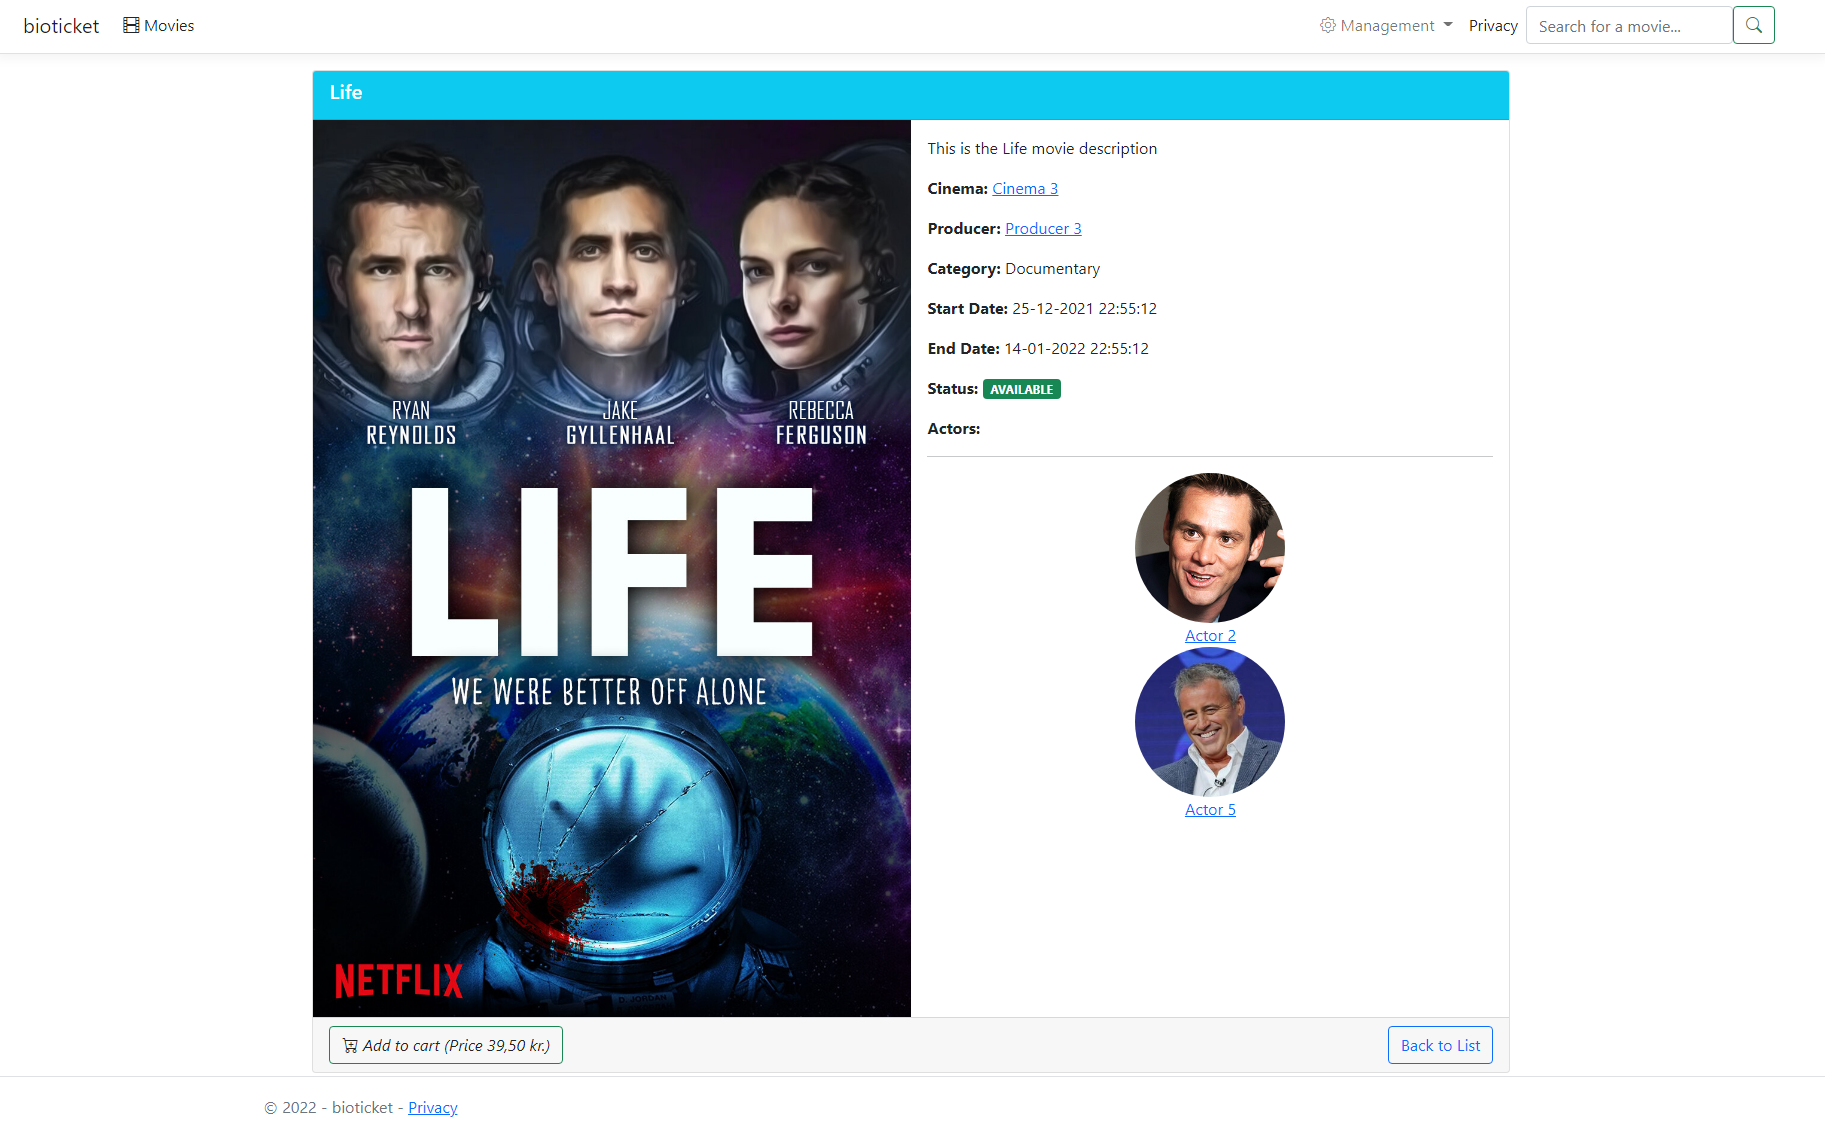 bioticket
Movies
Management
Privacy
Search for a movie...
Life
RYAN
REYNOLDS
JAKE
GYLLENHAAL
REBECCA
FERGUSON
LIFE
WE WERE BETTER OFF ALONE
D. JORDAN
NETFLIX
This is the Life movie description
Cinema: Cinema 3
Producer: Producer 3
Category: Documentary
Start Date: 25-12-2021 22:55:12
End Date: 14-01-2022 22:55:12
Status: AVAILABLE
Actors:
Actor 2
Actor 5
Add to cart (Price 39,50 kr.)
Back to List
© 2022 - bioticket - Privacy